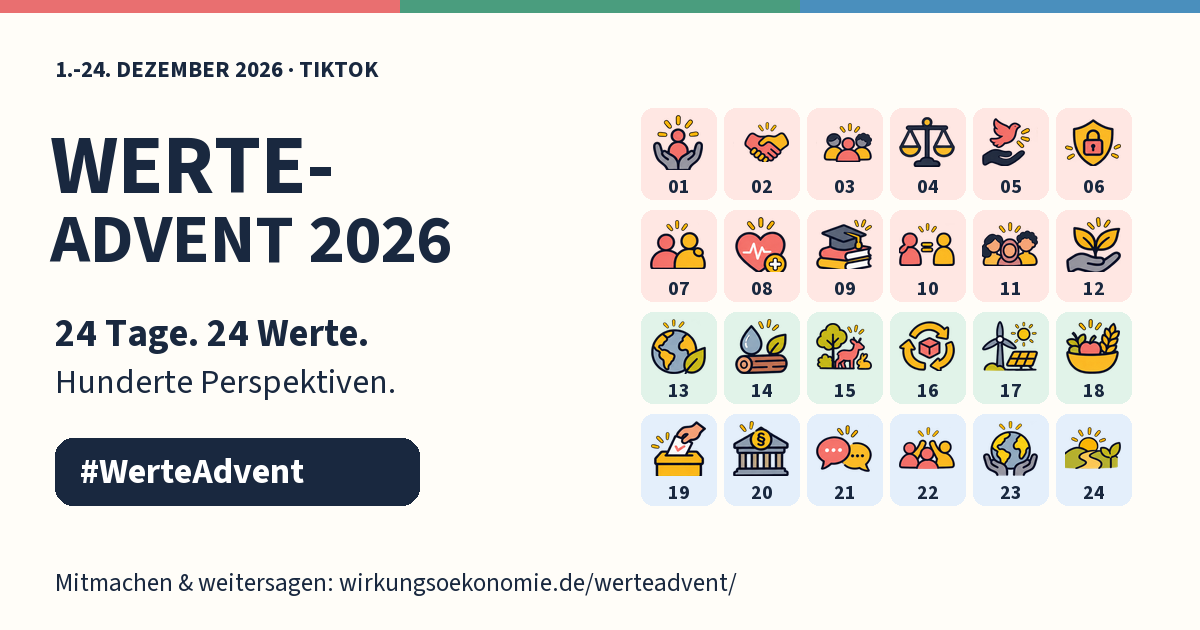 1.-24. DEZEMBER 2026 · TIKTOK
WERTE-
ADVENT 2026
24 Tage. 24 Werte.
Hunderte Perspektiven.
#WerteAdvent
01 02 03 04 05 06
07 08 09 10 11 12
13 14 15 16 17 18
§
19 20 21 22 23 24
Mitmachen & weitersagen: wirkungsoekonomie.de/werteadvent/